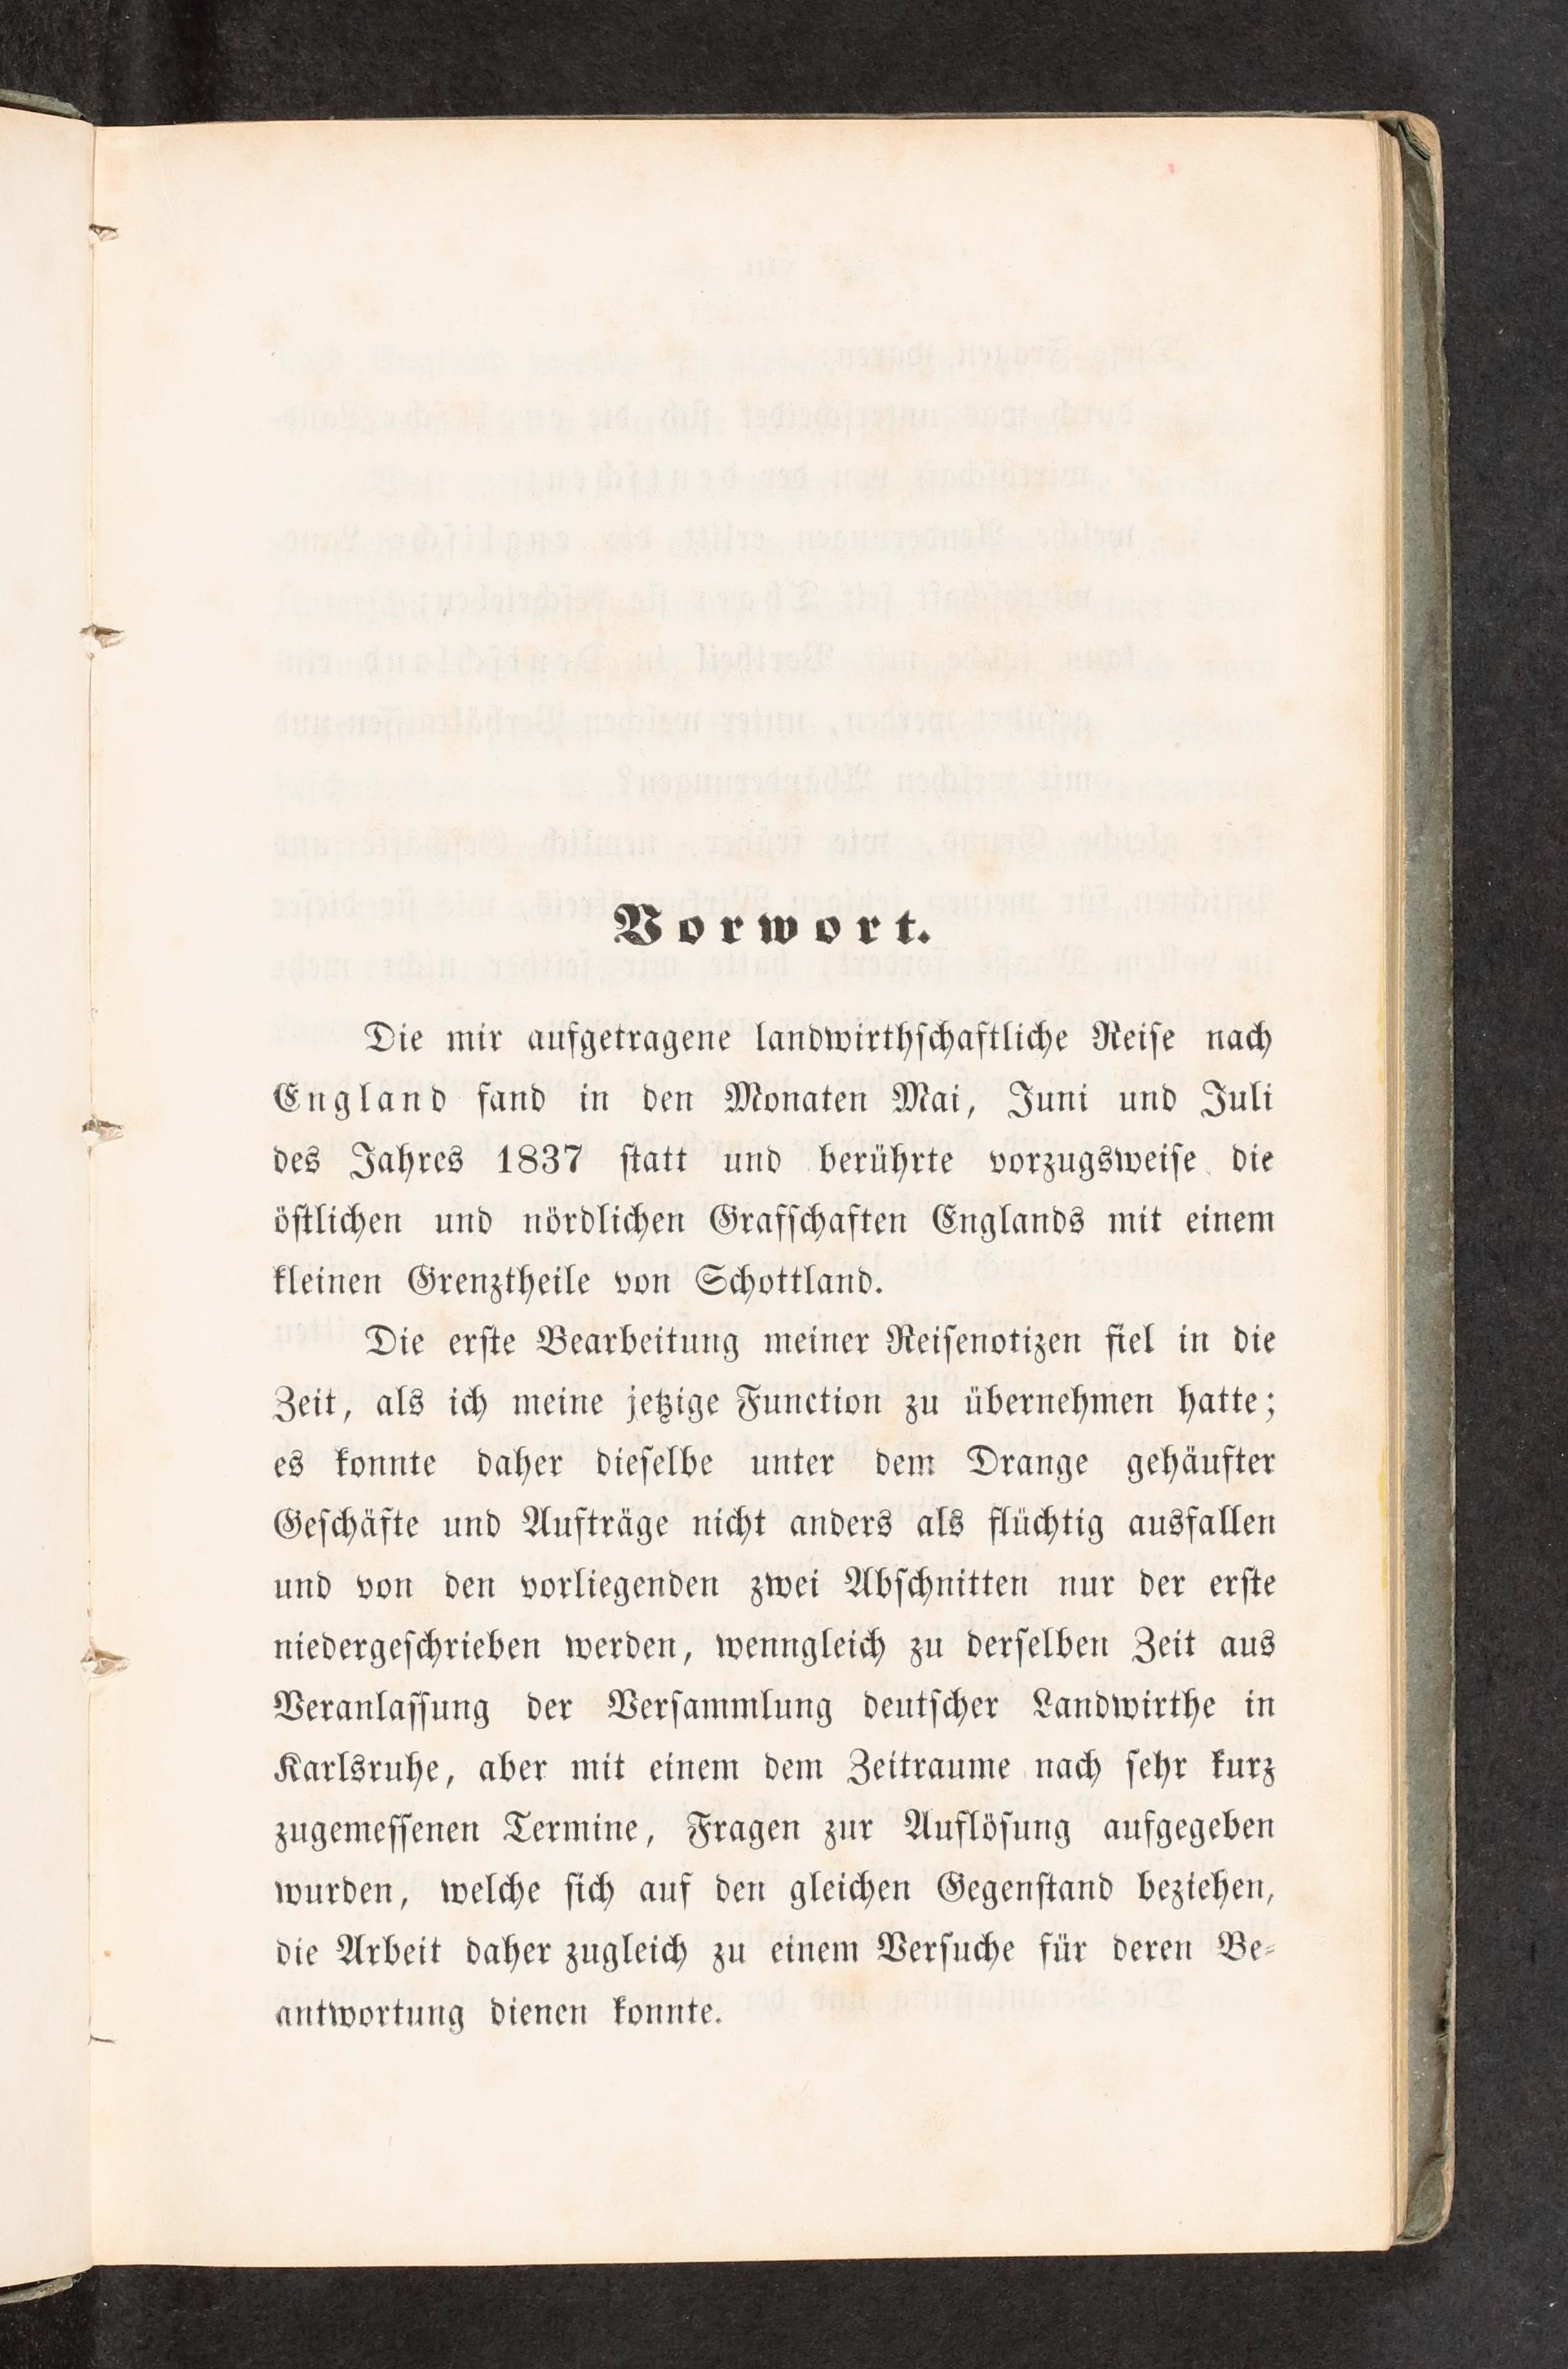 Vorwort.
Die mir aufgetragene landwirthschaftliche Reise nach
England fand in den Monaten Mai, Juni und Juli
des Jahres 1837 statt und berührte vorzugsweise die
östlichen und nördlichen Grafschaften Englands mit einem
kleinen Grenztheile von Schottland.
Die erste Bearbeitung meiner Reisenotizen fiel in die
Zeit, als ich meine jetzige Function zu übernehmen hatte;
es konnte daher dieselbe unter dem Drange gehäufter
Geschäfte und Aufträge nicht anders als flüchtig ausfallen
und von den vorliegenden zwei Abschnitten nur der erste
niedergeschrieben werden, wenngleich zu derselben Zeit aus
Veranlassung der Versammlung deutscher Landwirthe in
Karlsruhe, aber mit einem dem Zeitraume nach sehr kurz
zugemessenen Termine, Fragen zur Auflösung aufgegeben
wurden, welche sich auf den gleichen Gegenstand beziehen,
die Arbeit daher zugleich zu einem Versuche für deren Be-
antwortung dienen konnte.